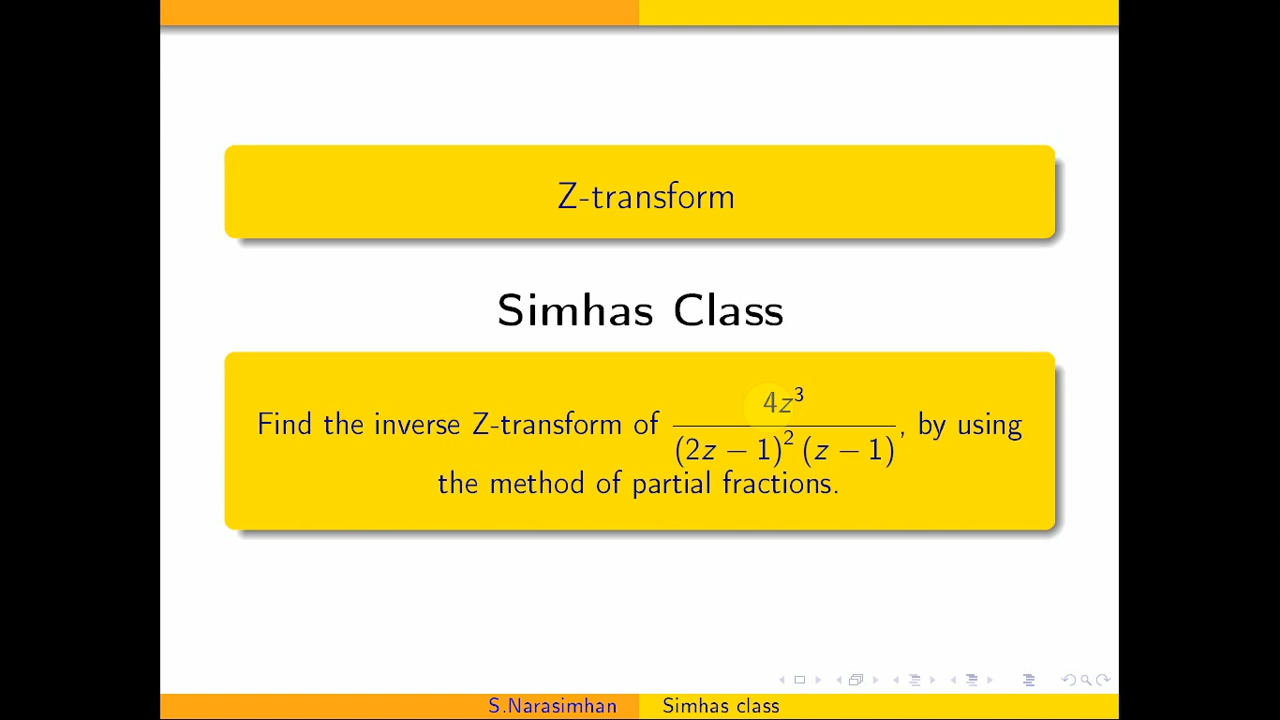 Z-transform
Simhas Class
Find the inverse Z-transform of \frac{4z^3}{(2z-1)^2(z-1)}, by using
the method of partial fractions.
S.Narasimhan Simhas class